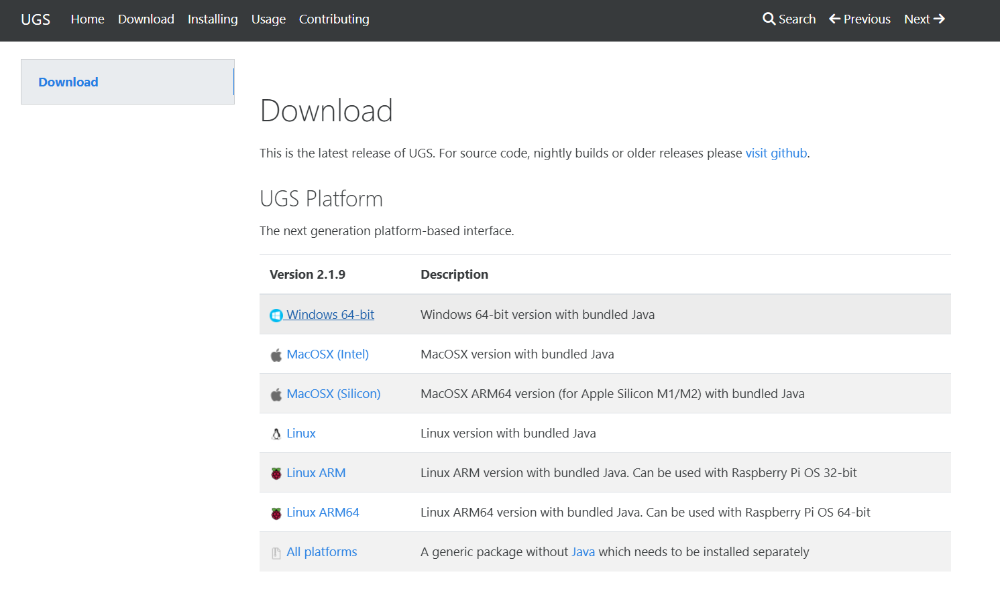 UGS Home Download Installing Usage Contributing Search Previous Next
Download
Download
This is the latest release of UGS. For source code, nightly builds or older releases please visit github.
UGS Platform
The next generation platform-based interface.
Version 2.1.9 Description
Windows 64-bit Windows 64-bit version with bundled Java
MacOSX (Intel) MacOSX version with bundled Java
MacOSX (Silicon) MacOSX ARM64 version (for Apple Silicon M1/M2) with bundled Java
Linux Linux version with bundled Java
Linux ARM Linux ARM version with bundled Java. Can be used with Raspberry Pi OS 32-bit
Linux ARM64 Linux ARM64 version with bundled Java. Can be used with Raspberry Pi OS 64-bit
All platforms A generic package without Java which needs to be installed separately